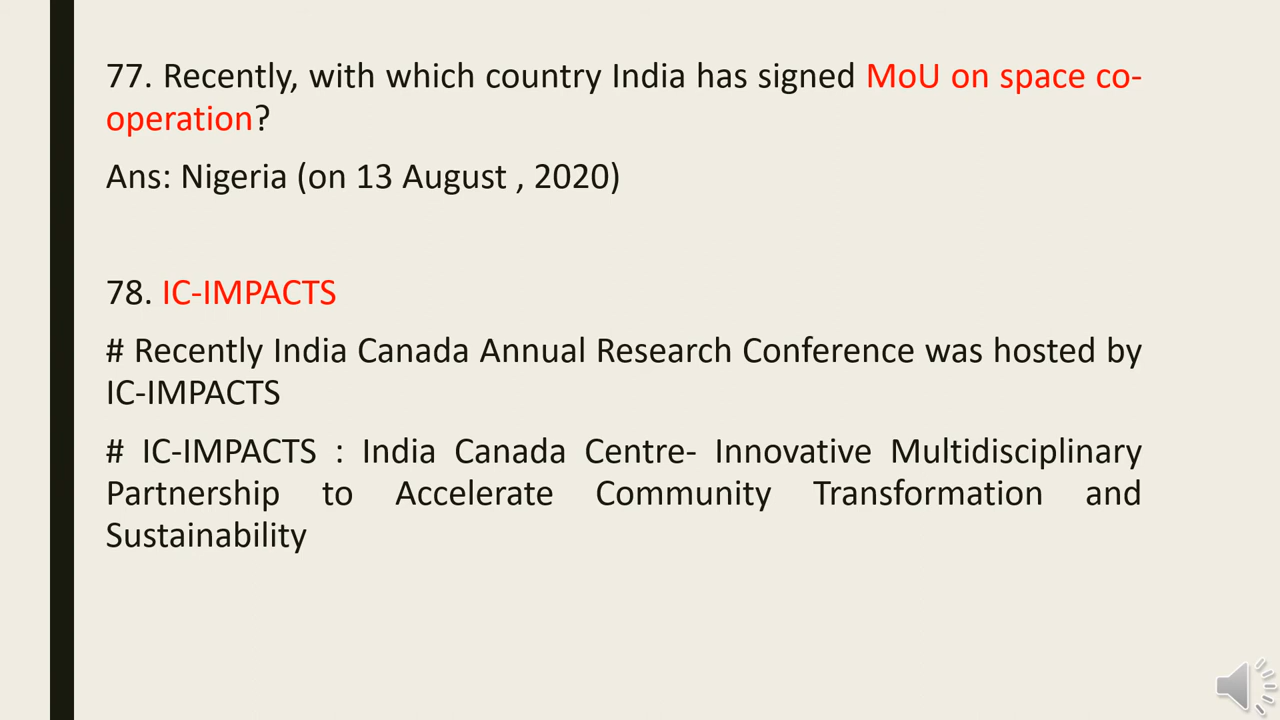 77. Recently, with which country India has signed MoU on space co-
operation?
Ans: Nigeria (on 13 August , 2020)
78. IC-IMPACTS
# Recently India Canada Annual Research Conference was hosted by
IC-IMPACTS
# IC-IMPACTS : India Canada Centre- Innovative Multidisciplinary
Partnership to Accelerate Community Transformation and
Sustainability